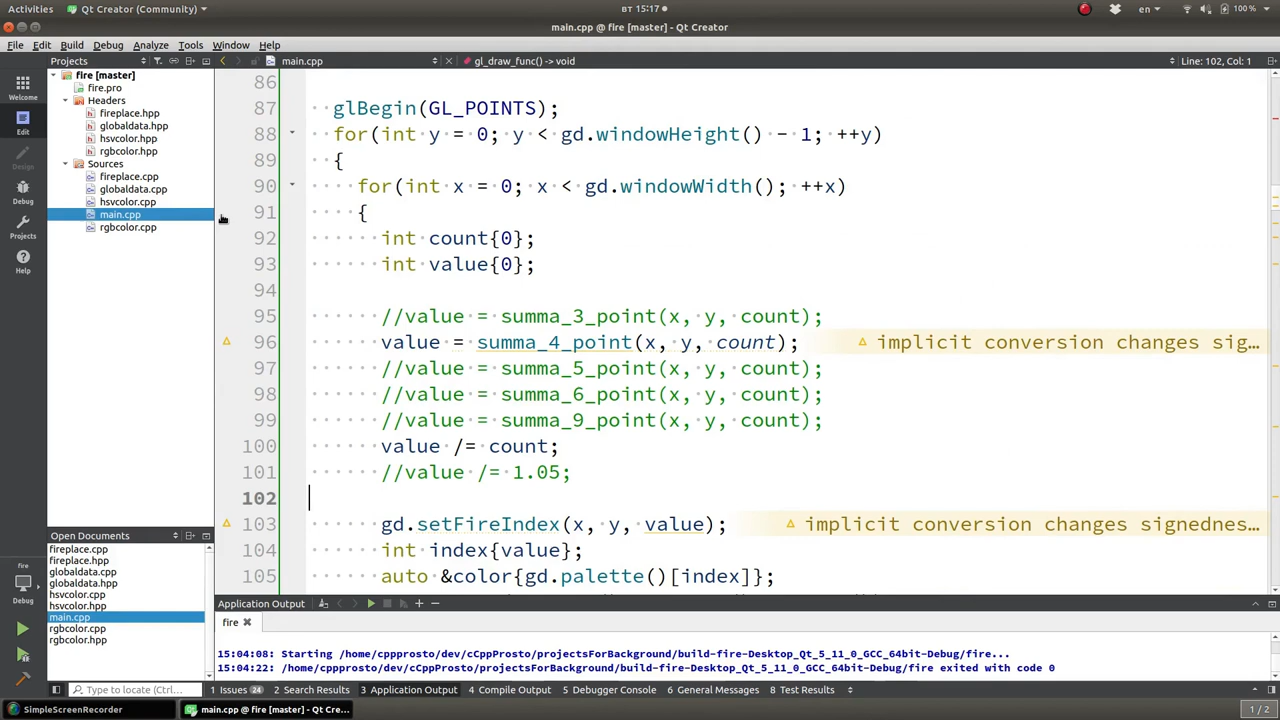 Activities
Qt Creator (Community)
вт 15:17
en
100 %
main.cpp @ fire [master] - Qt Creator
File Edit Build Debug Analyze Tools Window Help
Projects
main.cpp
gl_draw_func() -> void
Line: 102, Col: 1
Welcome
Edit
Design
Debug
Projects
Help
fire
Debug
fire [master]
fire.pro
Headers
fireplace.hpp
globaldata.hpp
hsvcolor.hpp
rgbcolor.hpp
Sources
fireplace.cpp
globaldata.cpp
hsvcolor.cpp
main.cpp
rgbcolor.cpp
Open Documents
fireplace.cpp
fireplace.hpp
globaldata.cpp
globaldata.hpp
hsvcolor.cpp
hsvcolor.hpp
main.cpp
rgbcolor.cpp
rgbcolor.hpp
86
87 glBegin(GL_POINTS);
88 for(int y = 0; y < gd.windowHeight() - 1; ++y)
89 {
90 for(int x = 0; x < gd.windowWidth(); ++x)
91 {
92 int count{0};
93 int value{0};
94
95 //value = summa_3_point(x, y, count);
96 value = summa_4_point(x, y, count); implicit conversion changes sig…
97 //value = summa_5_point(x, y, count);
98 //value = summa_6_point(x, y, count);
99 //value = summa_9_point(x, y, count);
100 value /= count;
101 //value /= 1.05;
102
103 gd.setFireIndex(x, y, value); implicit conversion changes signednes…
104 int index{value};
105 auto &color{gd.palette()[index]};
Application Output
fire
15:04:08: Starting /home/cppprosto/dev/cCppProsto/projectsForBackground/build-fire-Desktop_Qt_5_11_0_GCC_64bit-Debug/fire...
15:04:22: /home/cppprosto/dev/cCppProsto/projectsForBackground/build-fire-Desktop_Qt_5_11_0_GCC_64bit-Debug/fire exited with code 0
Type to locate (Ctrl...
1 Issues 24 2 Search Results 3 Application Output 4 Compile Output 5 Debugger Console 6 General Messages 8 Test Results
SimpleScreenRecorder
main.cpp @ fire [master] - Qt Cre...
1 / 2